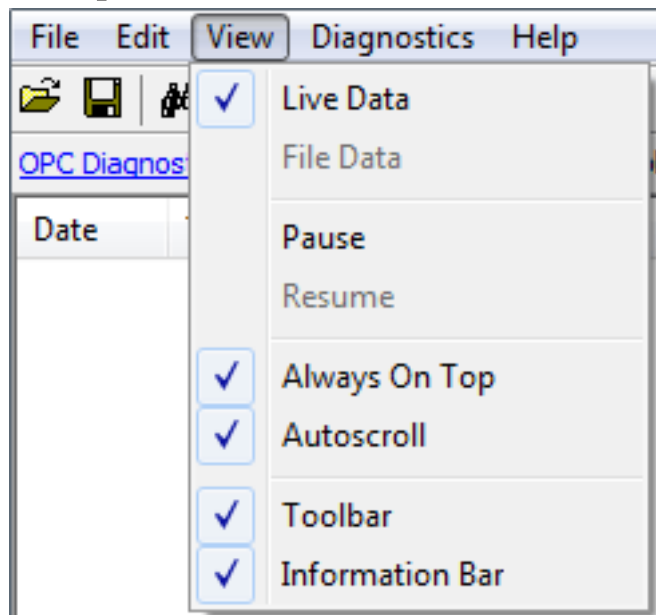 File Edit View Diagnostics Help
Live Data
OPC Diagnos
File Data
Date
Pause
Resume
Always On Top
Autoscroll
Toolbar
Information Bar